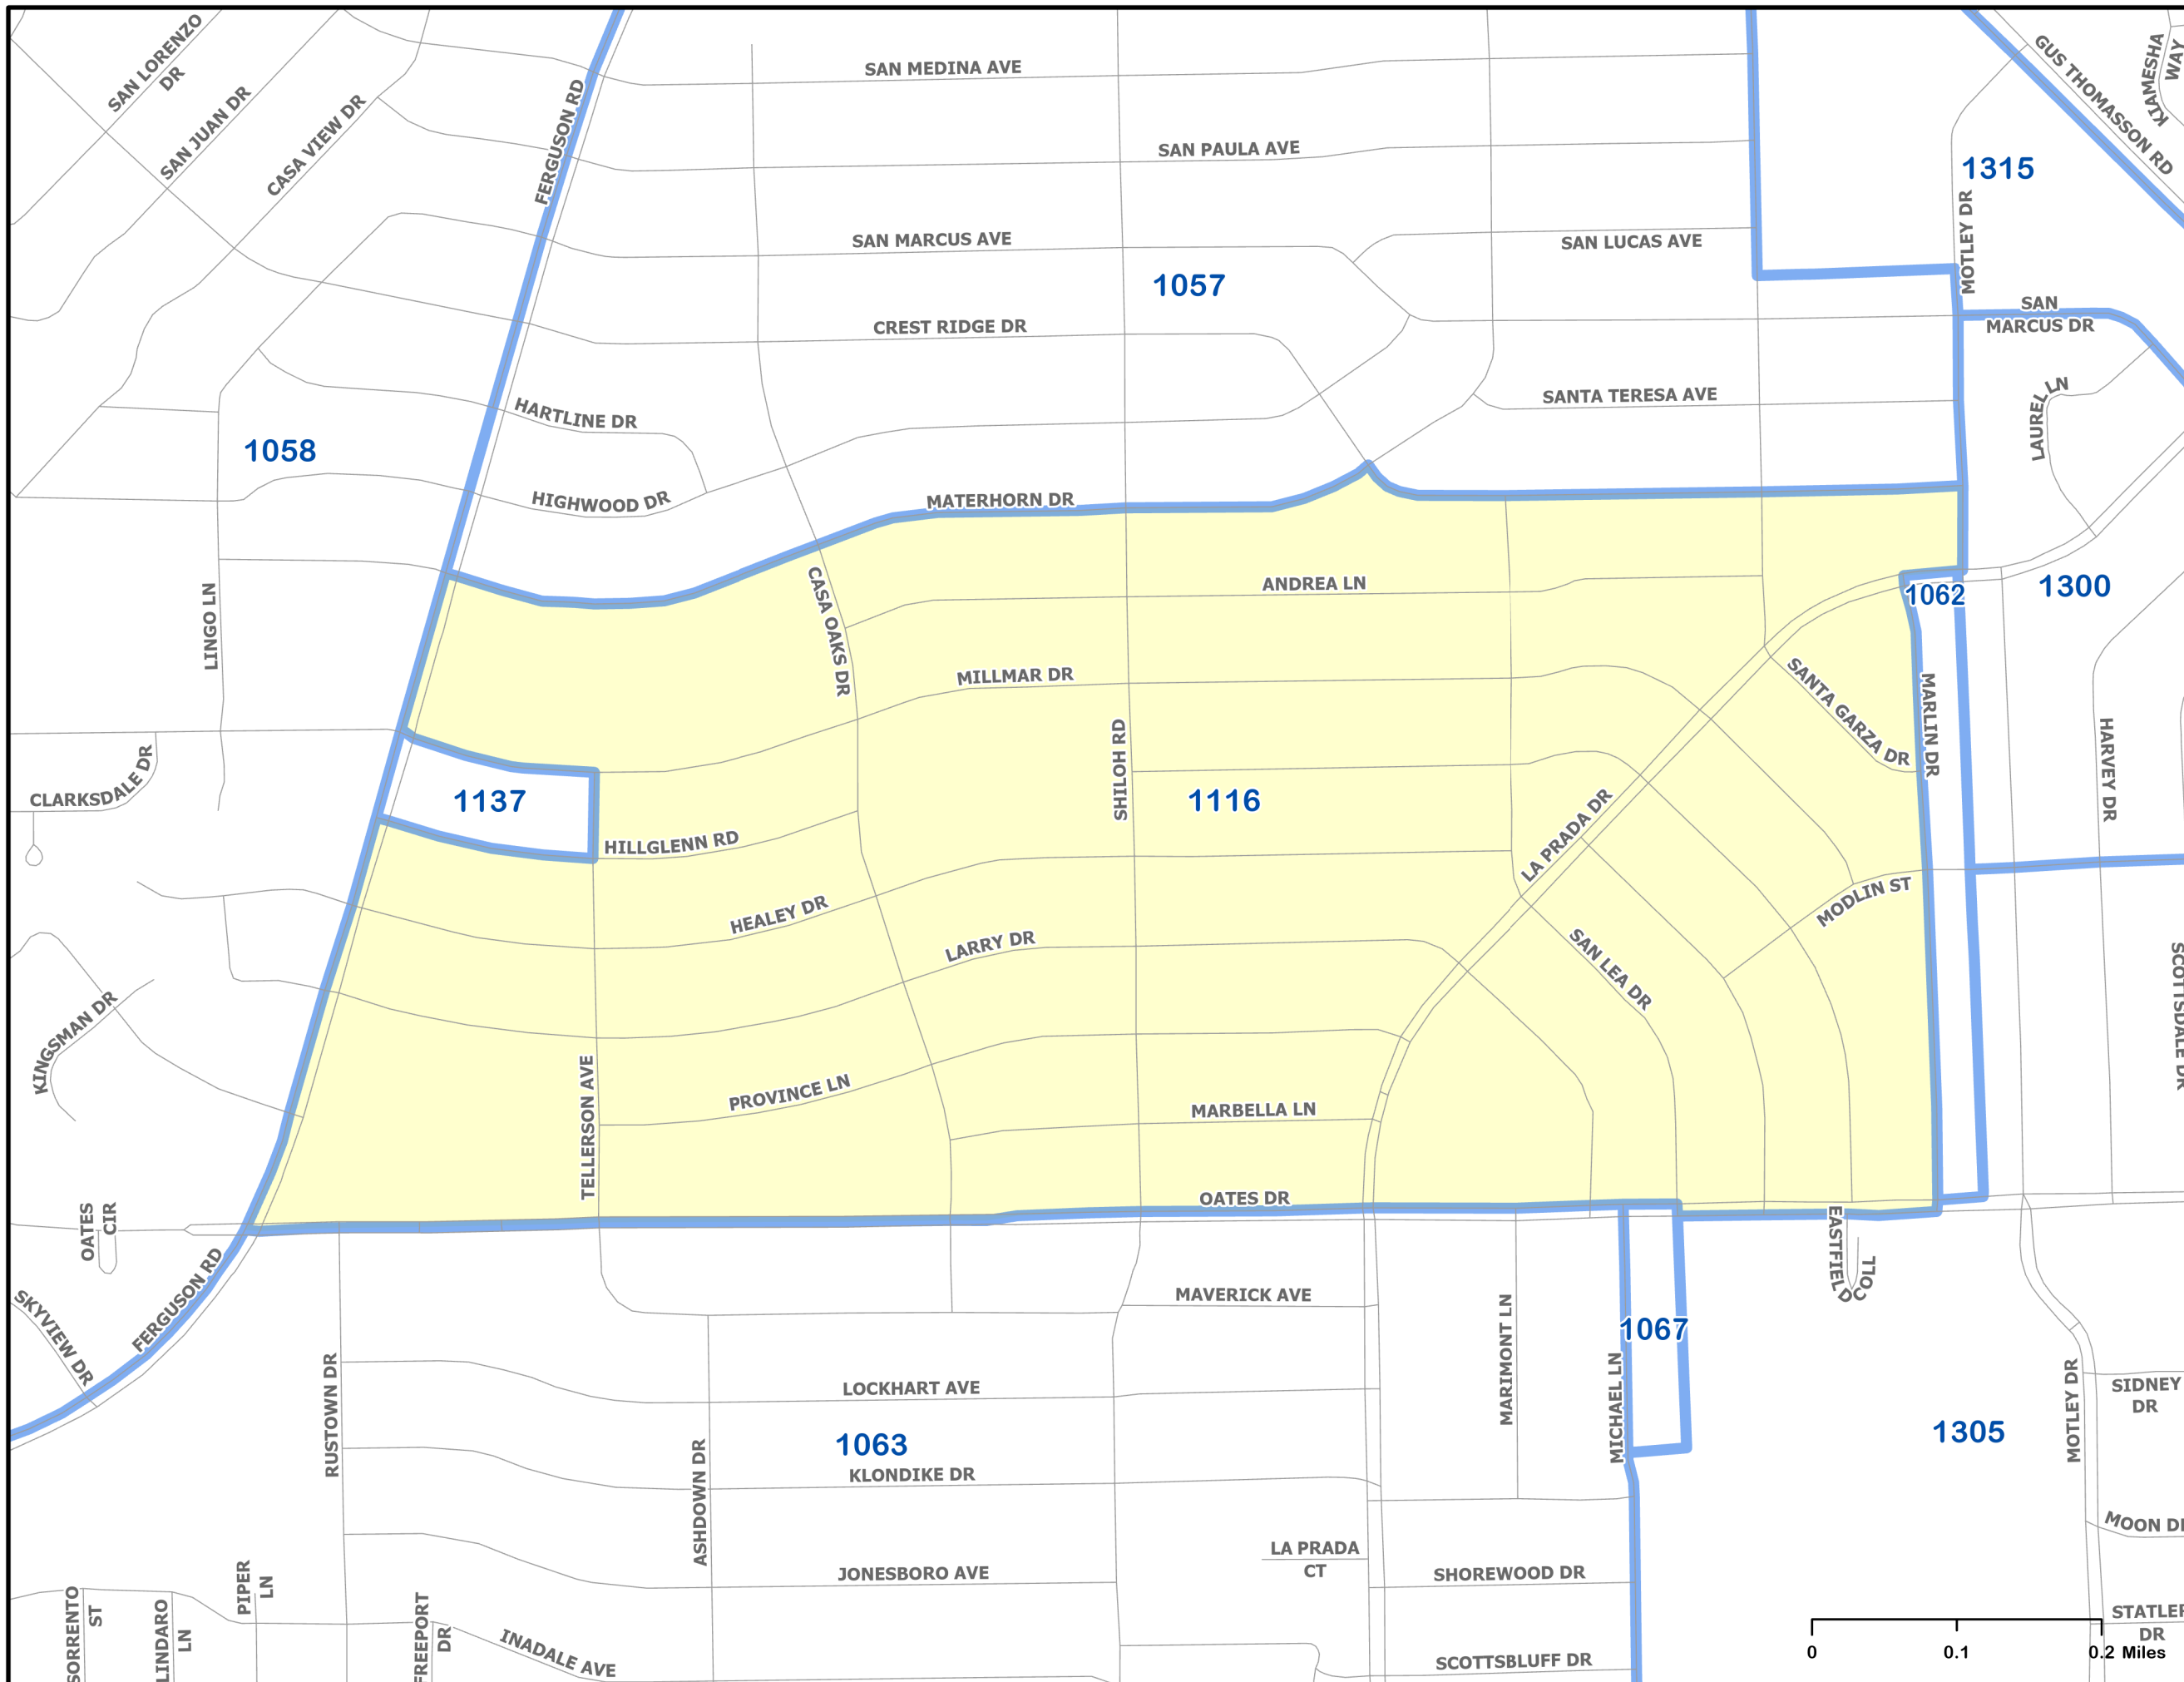 SAN LORENZO
DR
SAN JUAN DR
CASA VIEW DR
FERGUSON RD
SAN MEDINA AVE
GUS THOMASSON RD
KIAMESHA
WAY
SAN PAULA AVE
1315
MOTLEY DR
SAN MARCUS AVE
SAN LUCAS AVE
1057
SAN
MARCUS DR
CREST RIDGE DR
LAUREL LN
SANTA TERESA AVE
HARTLINE DR
1058
HIGHWOOD DR
MATERHORN DR
LINGO LN
CASA OAKS DR
ANDREA LN
1062
1300
MILLMAR DR
SANTA GARZA DR
MARLIN DR
SHILOH RD
HARVEY DR
CLARKSDALE DR
1137
1116
HILLGLENN RD
LA PRADA DR
MODLIN ST
HEALEY DR
LARRY DR
SAN LEA DR
SCOTTSDALE DR
KINGSMAN DR
TELLERSON AVE
PROVINCE LN
MARBELLA LN
OATES DR
OATES
CIR
EASTFIELD
COLL
FERGUSON RD
SKYVIEW DR
MAVERICK AVE
MARIMONT LN
1067
MICHAEL LN
RUSTOWN DR
LOCKHART AVE
MOTLEY DR
SIDNEY
DR
1063
1305
ASHDOWN DR
KLONDIKE DR
MOON
LA PRADA
CT
JONESBORO AVE
SHOREWOOD DR
PIPER
LN
SORRENTO
ST
LINDARO
LN
FREEPORT
DR
INADALE AVE
SCOTTSBLUFF DR
STATLER
DR
0 0.1 0.2 Miles